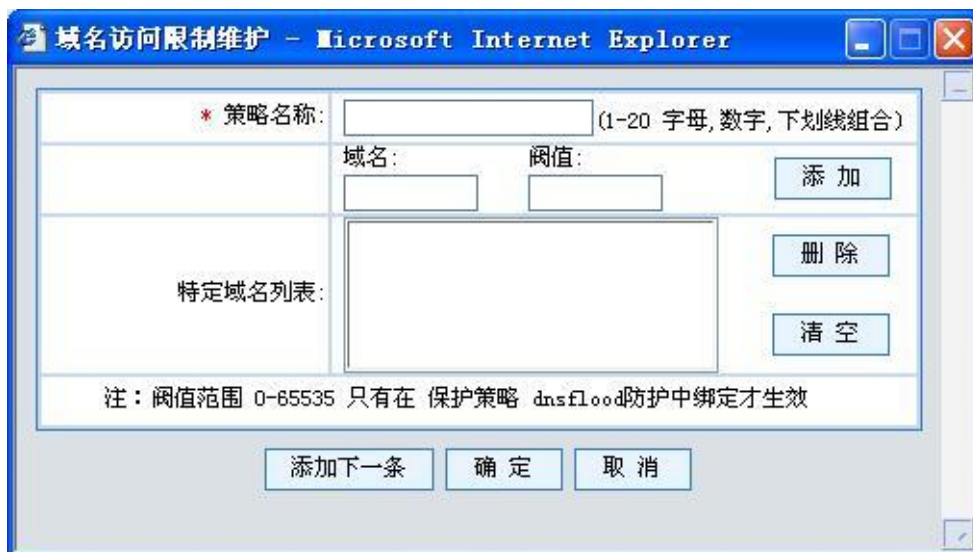 域名访问限制维护 - Microsoft Internet Explorer
* 策略名称: (1-20 字母,数字,下划线组合)
域名: 阀值: 添 加
特定域名列表: 删 除
清 空
注：阀值范围 0-65535 只有在 保护策略 dnsflood防护中绑定才生效
添加下一条 确 定 取 消